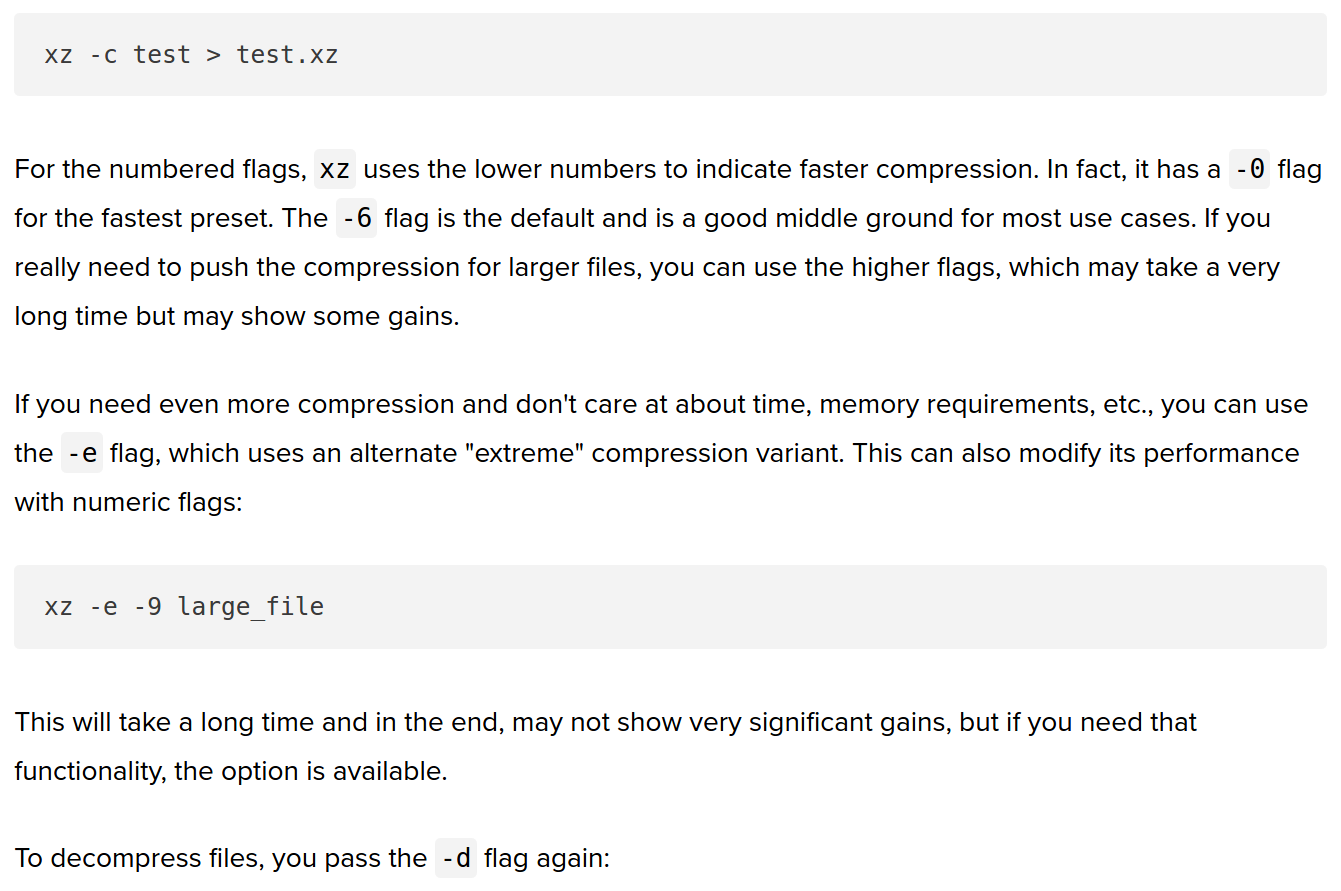 xz -c test > test.xz
For the numbered flags, xz uses the lower numbers to indicate faster compression. In fact, it has a -0 flag
for the fastest preset. The -6 flag is the default and is a good middle ground for most use cases. If you
really need to push the compression for larger files, you can use the higher flags, which may take a very
long time but may show some gains.
If you need even more compression and don't care at about time, memory requirements, etc., you can use
the -e flag, which uses an alternate "extreme" compression variant. This can also modify its performance
with numeric flags:
xz -e -9 large_file
This will take a long time and in the end, may not show very significant gains, but if you need that
functionality, the option is available.
To decompress files, you pass the -d flag again: